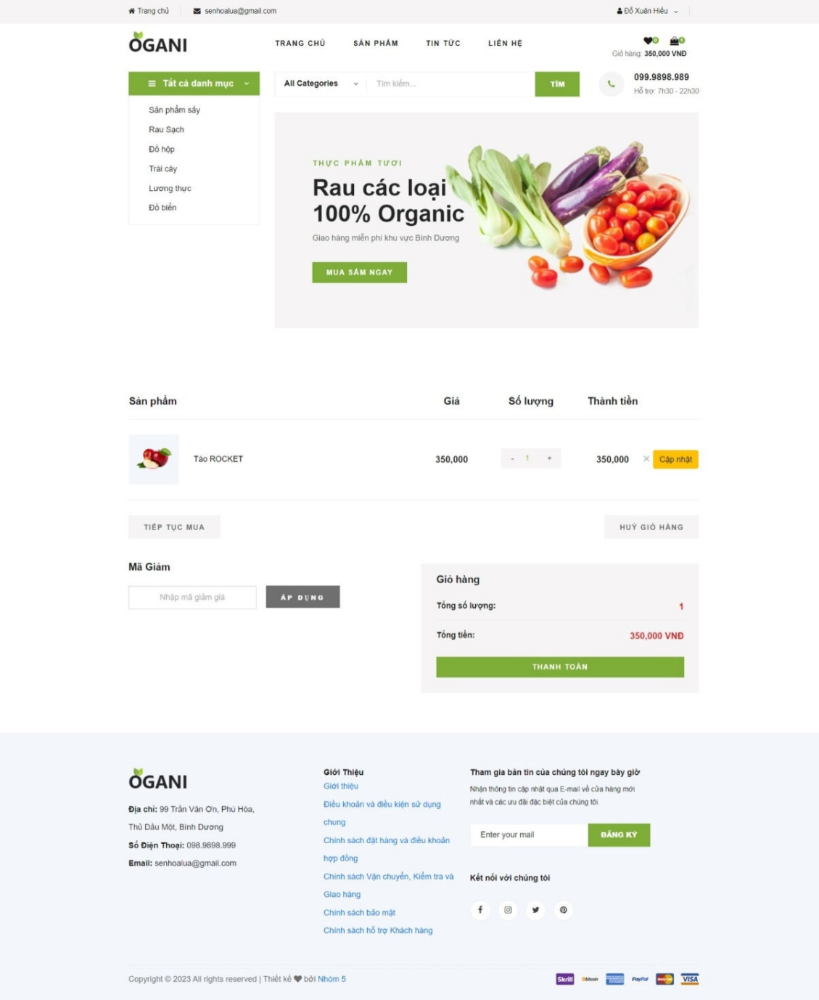 Trang chủ
senhoalua@gmail.com
Đỗ Xuân Hiếu
OGANI
TRANG CHỦ
SẢN PHẨM
TIN TỨC
LIÊN HỆ
0
1
Giỏ hàng: 350,000 VNĐ
Tất cả danh mục
All Categories
Tìm kiếm...
TÌM
099.9898.989
Hỗ trợ: 7h30 - 22h30
Sản phẩm sấy
Rau Sạch
Đồ hộp
Trái cây
Lương thực
Đồ biển
THỰC PHẨM TƯƠI
Rau các loại
100% Organic
Giao hàng miễn phí khu vực Bình Dương
MUA SẮM NGAY
Sản phẩm
Giá
Số lượng
Thành tiền
Táo ROCKET
350,000
- 1 +
350,000
×
Cập nhật
TIẾP TỤC MUA
HUỶ GIỎ HÀNG
Mã Giảm
Nhập mã giảm giá
ÁP DỤNG
Giỏ hàng
Tổng số lượng:
1
Tổng tiền:
350,000 VNĐ
THANH TOÁN
OGANI
Địa chỉ: 99 Trần Văn Ơn, Phú Hòa,
Thủ Dầu Một, Bình Dương
Số Điện Thoại: 098.9898.999
Email: senhoalua@gmail.com
Giới Thiệu
Giới thiệu
Điều khoản và điều kiện sử dụng
chung
Chính sách đặt hàng và điều khoản
hợp đồng
Chính sách Vận chuyển, Kiểm tra và
Giao hàng
Chính sách bảo mật
Chính sách hỗ trợ Khách hàng
Tham gia bản tin của chúng tôi ngay bây giờ
Nhận thông tin cập nhật qua E-mail về cửa hàng mới
nhất và các ưu đãi đặc biệt của chúng tôi.
Enter your mail
ĐĂNG KÝ
Kết nối với chúng tôi
Copyright © 2023 All rights reserved | Thiết kế bởi Nhóm 5
Skrill
bitcoin
AMERICAN EXPRESS
PayPal
MasterCard
VISA